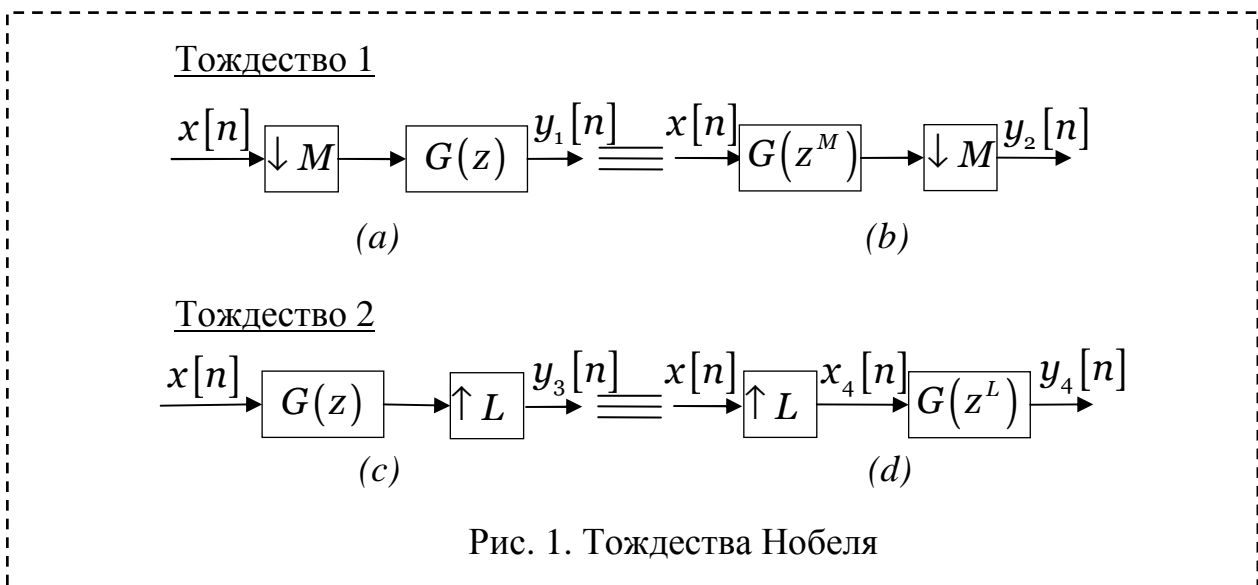 Тождество 1
x[n] ↓ M G(z) y₁[n] x[n] G(z^M) ↓ M y₂[n]
(a) (b)
Тождество 2
x[n] G(z) ↑ L y₃[n] x[n] ↑ L x₄[n] G(z^L) y₄[n]
(c) (d)
Рис. 1. Тождества Нобеля